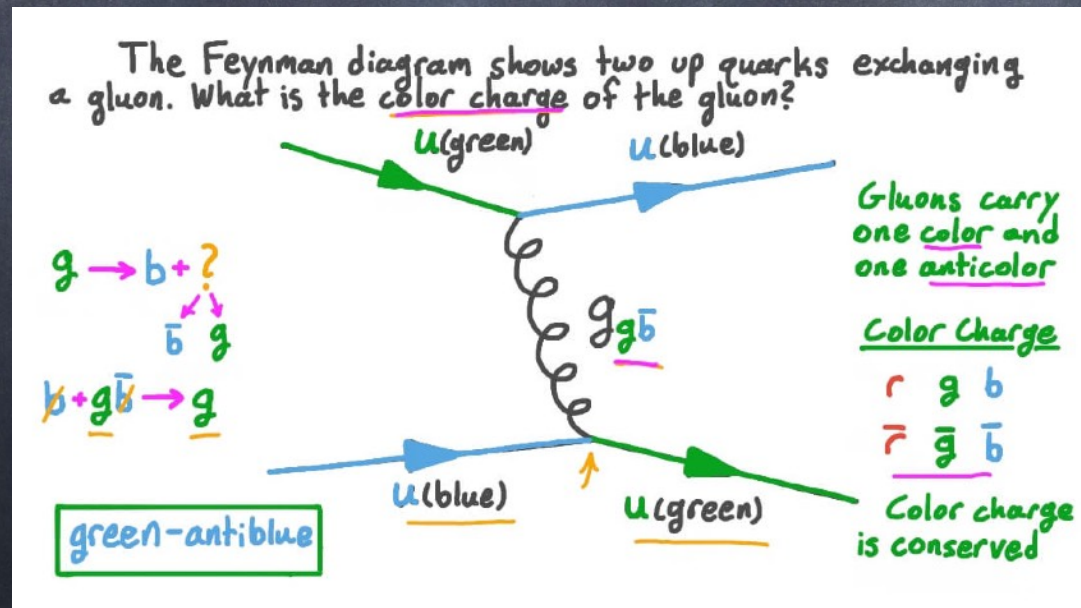 The Feynman diagram shows two up quarks exchanging
a gluon. What is the color charge of the gluon?
u(green)
u(blue)
Gluons carry
one color and
one anticolor
g → b + ?
b̄ g
g gb̄
Color Charge
r g b
r̄ ḡ b̄
b + gb̄ → g
u(blue)
u(green)
Color charge
is conserved
green-antiblue